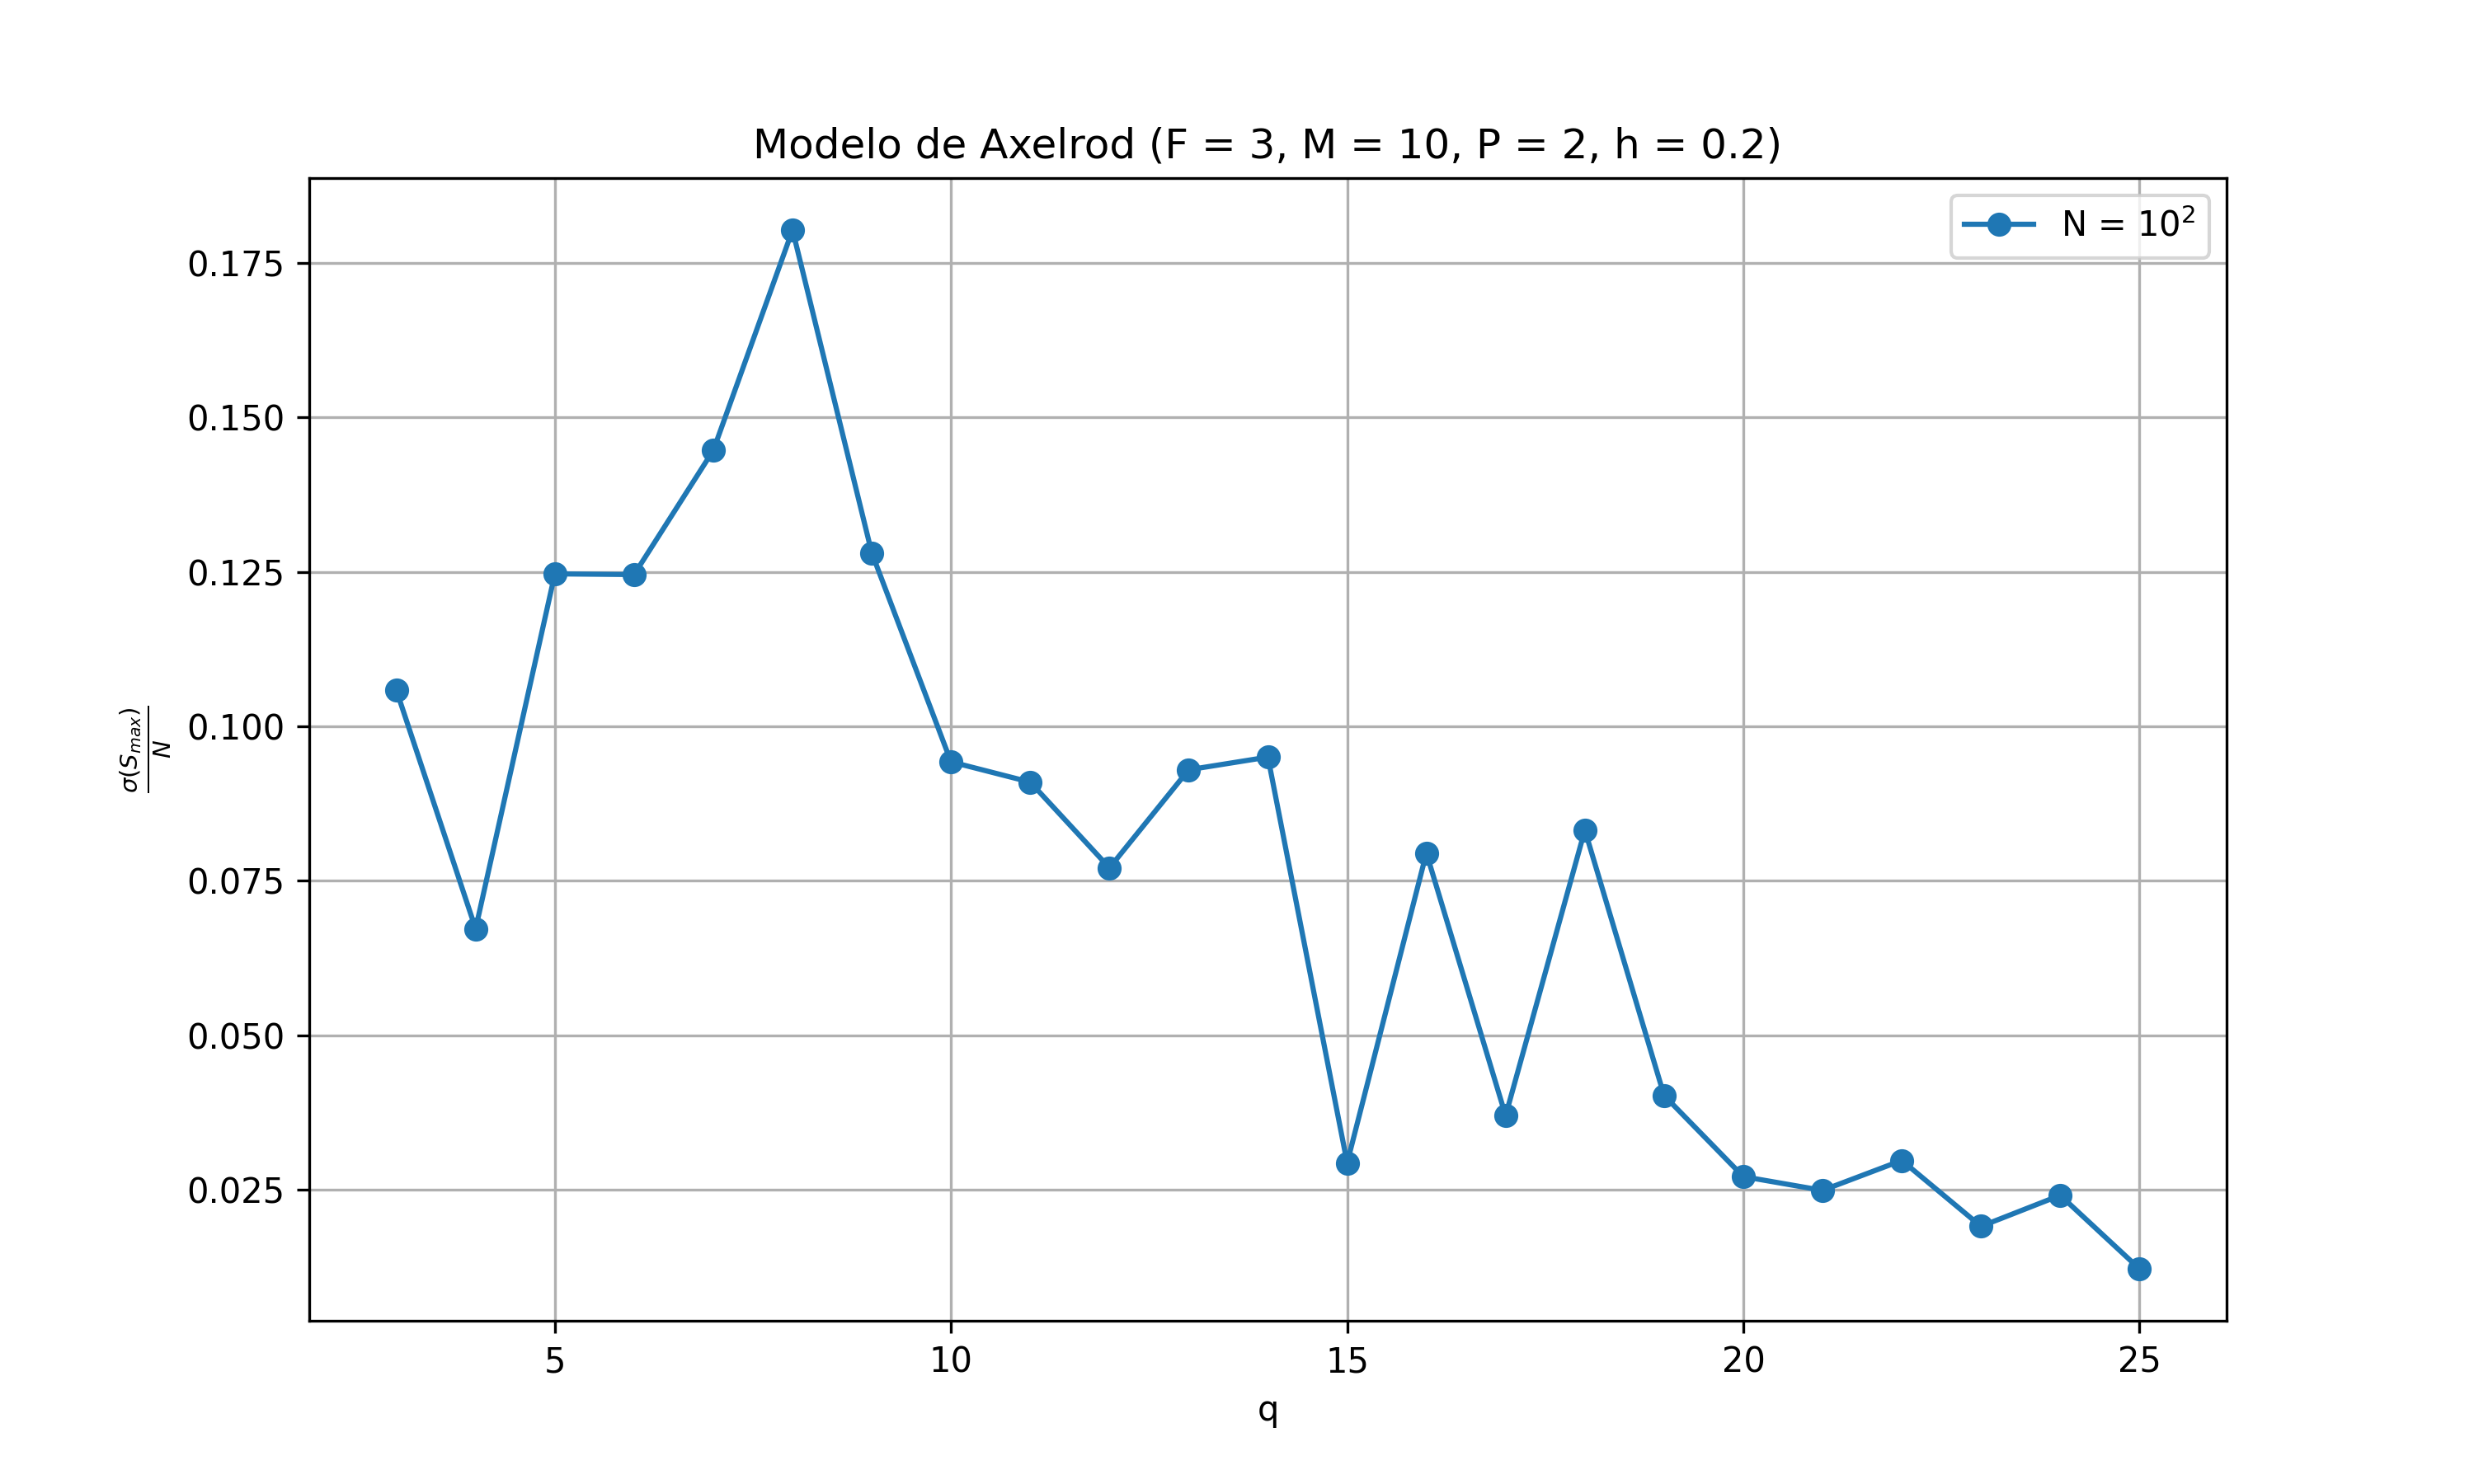 Modelo de Axelrod (F = 3, M = 10, P = 2, h = 0.2)
N = 10²
0.175
0.150
0.125
0.100
0.075
0.050
0.025
σ(Sₘₐₓ)
N
5 10 15 20 25
q